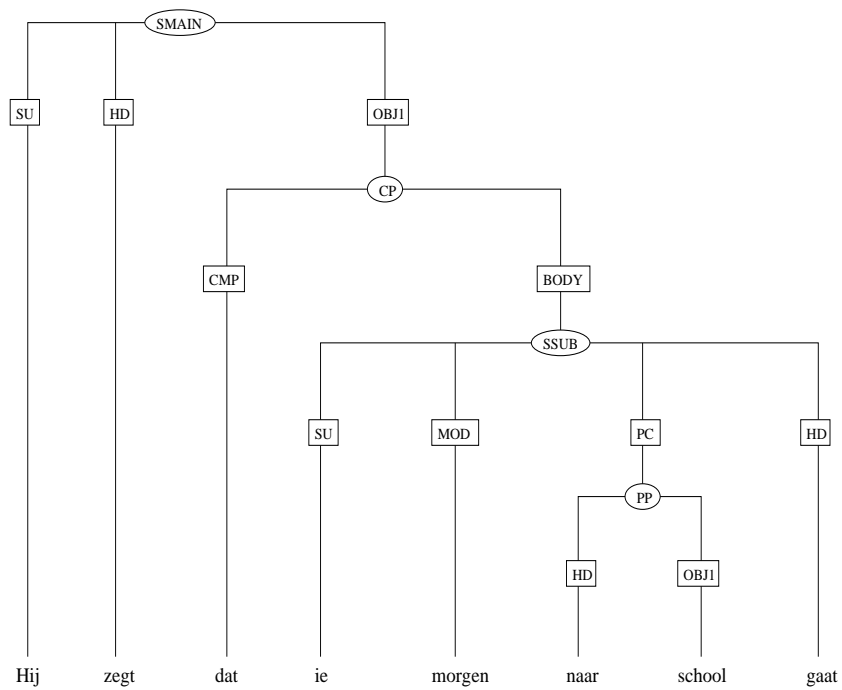 SMAIN
SU HD OBJ1
CP
CMP BODY
SSUB
SU MOD PC HD
PP
HD OBJ1
Hij zegt dat ie morgen naar school gaat